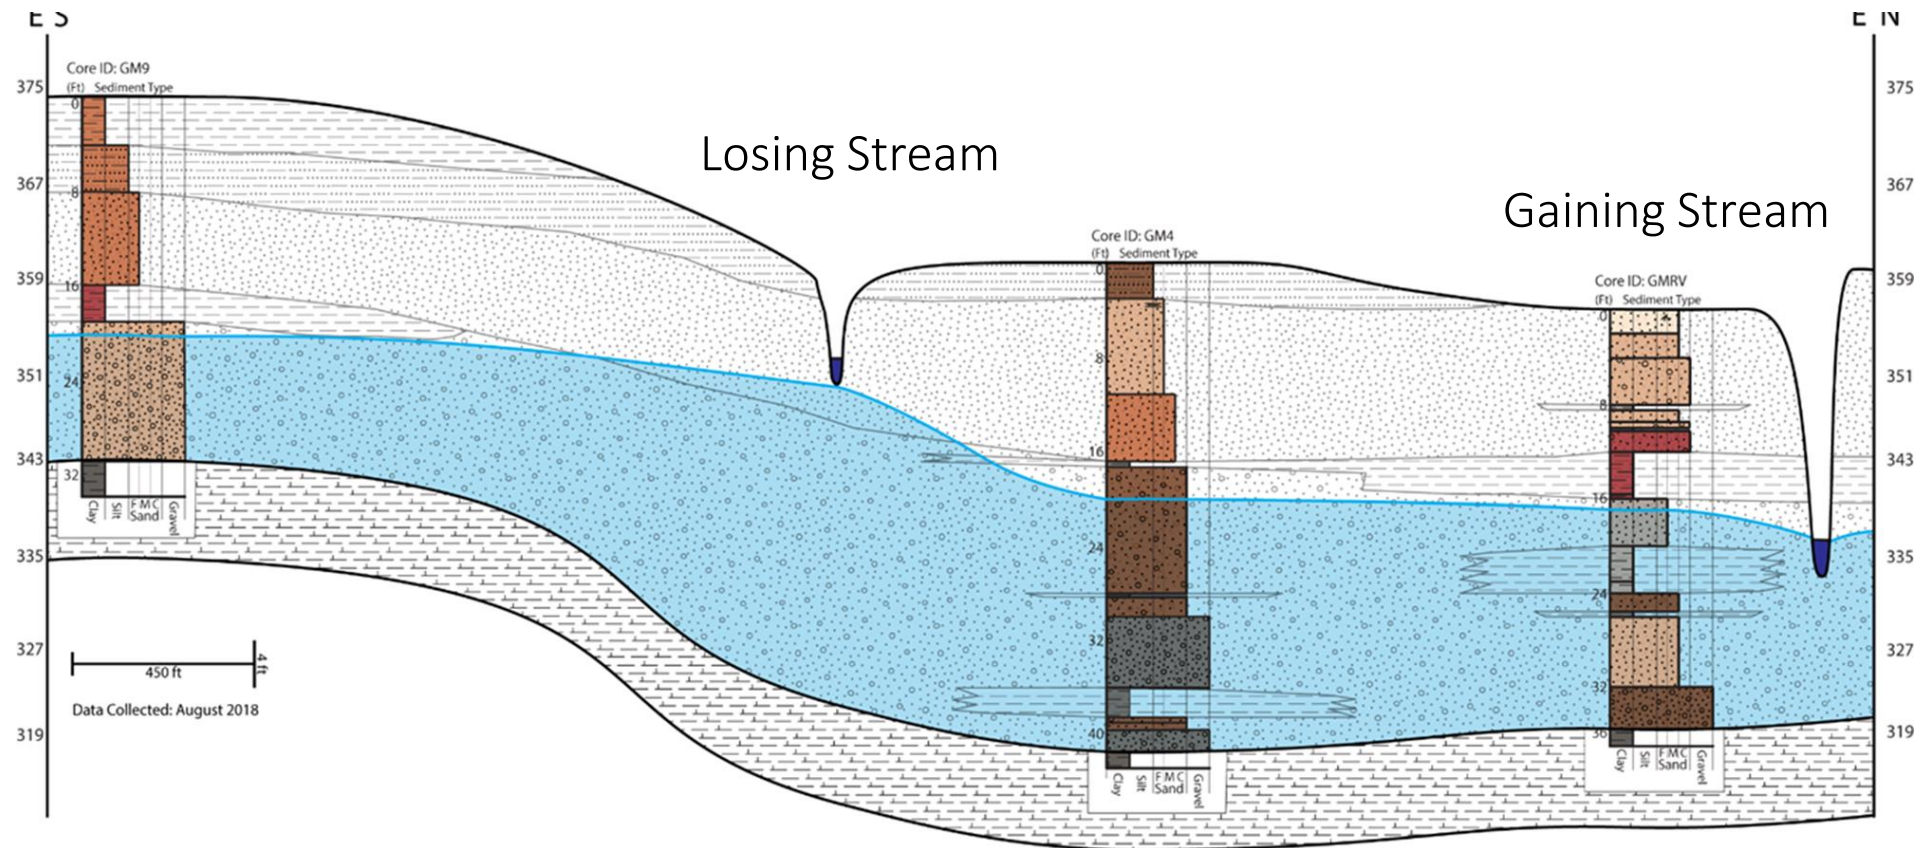 E S
E N
Core ID: GM9
(Ft) Sediment Type
375
375
0
Losing Stream
367
367
8
Gaining Stream
Core ID: GM4
(Ft) Sediment Type
0
359
359
16
Core ID: GMRV
(Ft) Sediment Type
0
351
351
24
8
8
343
343
32
16
16
Clay Silt F M C Sand Gravel
335
335
24
24
327
327
450 ft
4 ft
32
32
Data Collected: August 2018
319
319
40
36
Clay Silt F M C Sand Gravel
Clay Silt F M C Sand Gravel